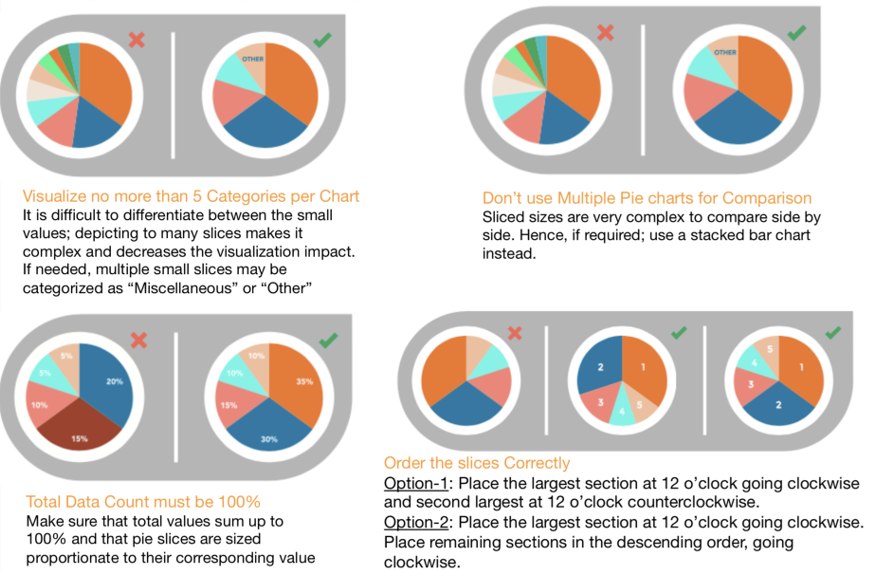 OTHER
Visualize no more than 5 Categories per Chart
It is difficult to differentiate between the small
values; depicting to many slices makes it
complex and decreases the visualization impact.
If needed, multiple small slices may be
categorized as “Miscellaneous” or “Other”
OTHER
Don’t use Multiple Pie charts for Comparison
Sliced sizes are very complex to compare side by
side. Hence, if required; use a stacked bar chart
instead.
5%
5%
20%
10%
15%
10%
10%
35%
15%
30%
Total Data Count must be 100%
Make sure that total values sum up to
100% and that pie slices are sized
proportionate to their corresponding value
2
1
3
4
5
5
4
1
3
2
Order the slices Correctly
Option-1: Place the largest section at 12 o’clock going clockwise
and second largest at 12 o’clock counterclockwise.
Option-2: Place the largest section at 12 o’clock going clockwise.
Place remaining sections in the descending order, going
clockwise.